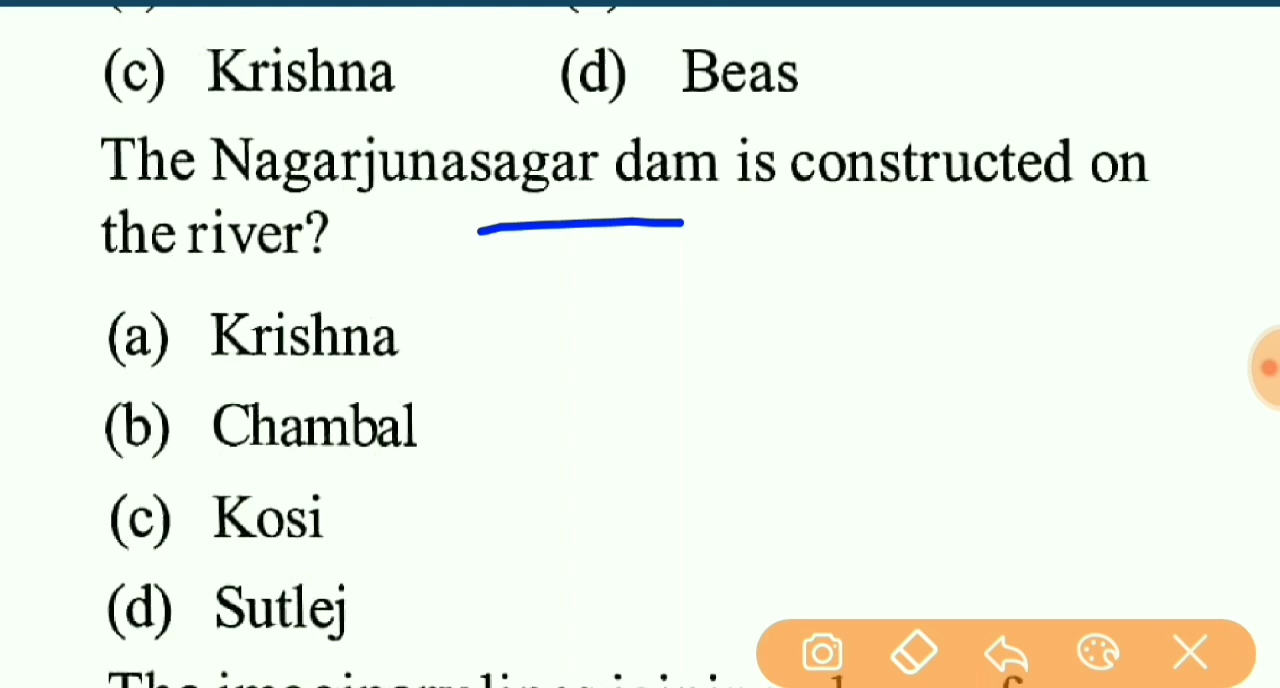 (c) Krishna (d) Beas
The Nagarjunasagar dam is constructed on
the river?
(a) Krishna
(b) Chambal
(c) Kosi
(d) Sutlej